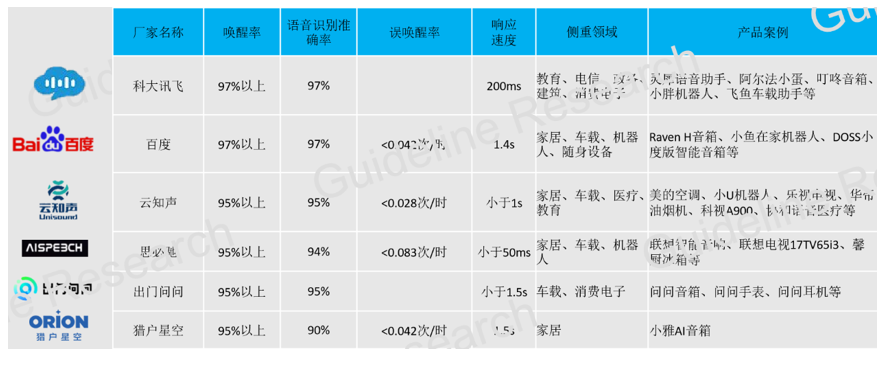 厂家名称 唤醒率 语音识别准确率 误唤醒率 响应速度 侧重领域 产品案例
科大讯飞 97%以上 97% 200ms 教育、电信、政务、
建筑、消费电子 灵犀语音助手、阿尔法小蛋、叮咚音箱、
小胖机器人、飞鱼车载助手等
Bai百度
百度 97%以上 97% <0.042次/时 1.4s 家居、车载、机器
人、随身设备 Raven H音箱、小鱼在家机器人、DOSS小
度版智能音箱等
云知声
Unisound
云知声 95%以上 95% <0.028次/时 小于1s 家居、车载、医疗、
教育 美的空调、小U机器人、乐视电视、华帝
油烟机、科视A900、协和语音医疗等
AISPEECH
思必驰 95%以上 94% <0.083次/时 小于50ms 家居、车载、机器
人 联想智能音响、联想电视17TV65i3、馨
厨冰箱等
出门问问
出门问问 95%以上 95% 小于1.5s 车载、消费电子 问问音箱、问问手表、问问耳机等
ORION
猎户星空
猎户星空 95%以上 90% <0.042次/时 1.5s 家居 小雅AI音箱
Guideline Research